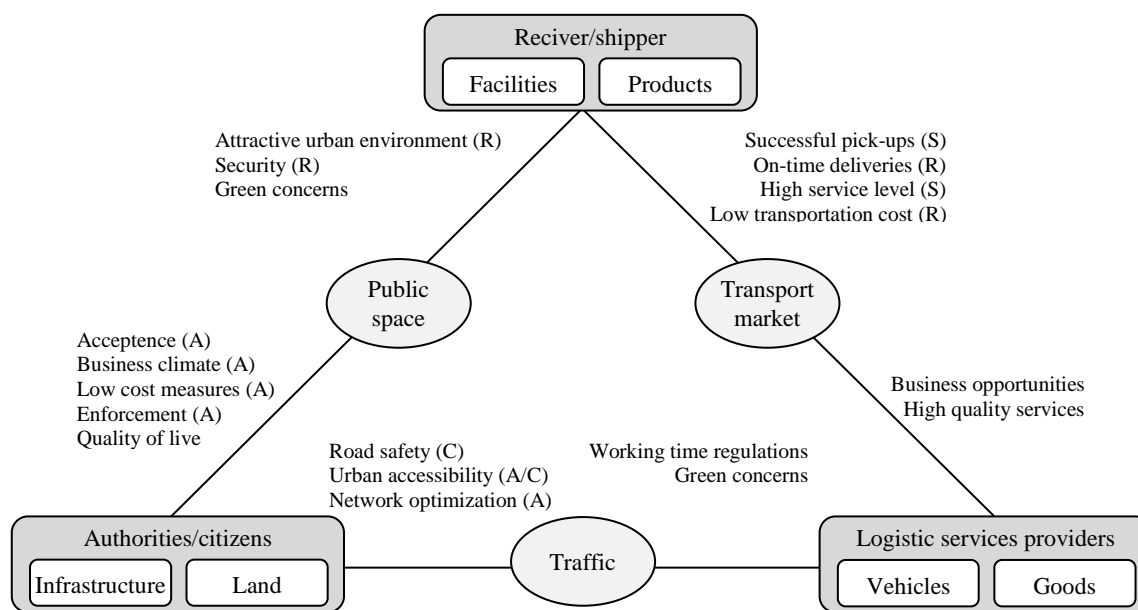 Reciver/shipper
Facilities
Products
Attractive urban environment (R)
Security (R)
Green concerns
Successful pick-ups (S)
On-time deliveries (R)
High service level (S)
Low transportation cost (R)
Public
space
Transport
market
Acceptence (A)
Business climate (A)
Low cost measures (A)
Enforcement (A)
Quality of live
Business opportunities
High quality services
Road safety (C)
Urban accessibility (A/C)
Network optimization (A)
Working time regulations
Green concerns
Authorities/citizens
Infrastructure
Land
Traffic
Logistic services providers
Vehicles
Goods